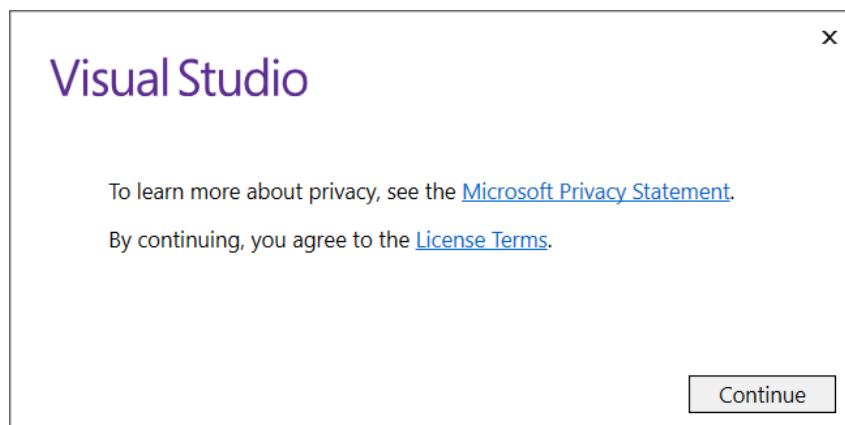 Visual Studio
To learn more about privacy, see the Microsoft Privacy Statement.
By continuing, you agree to the License Terms.
Continue